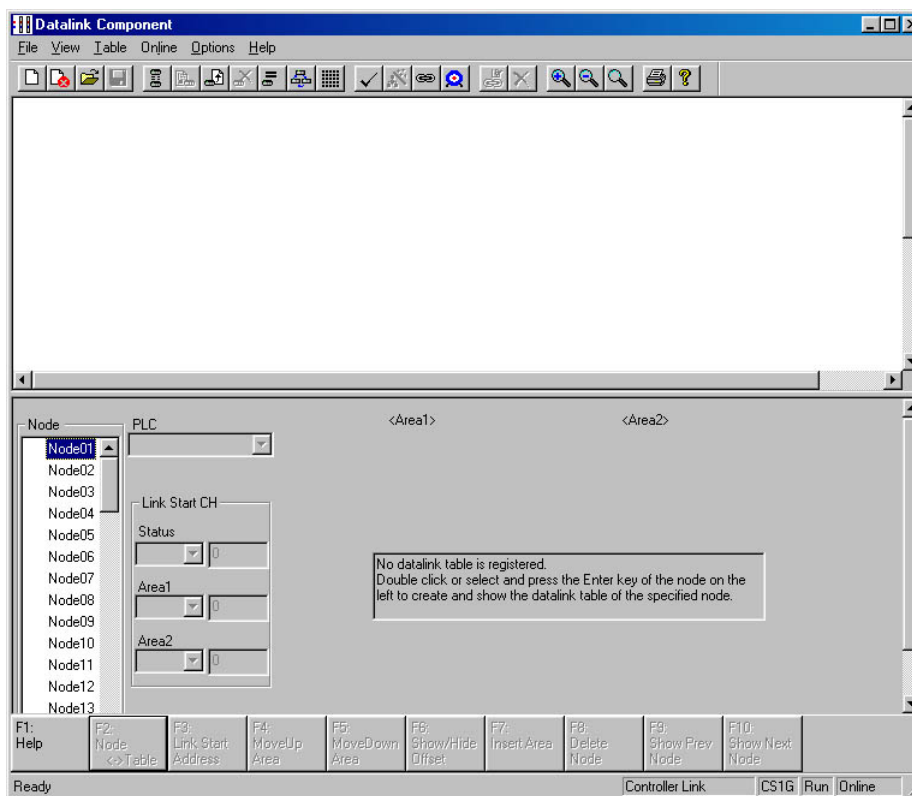 Datalink Component
File View Table Online Options Help
Node
PLC
<Area1>
<Area2>
Node01
Node02
Node03
Node04
Node05
Node06
Node07
Node08
Node09
Node10
Node11
Node12
Node13
Link Start CH
Status
0
Area1
0
Area2
0
No datalink table is registered.
Double click or select and press the Enter key of the node on the
left to create and show the datalink table of the specified node.
F1:
Help
F2:
Node
<->Table
F3:
Link Start
Address
F4:
MoveUp
Area
F5:
MoveDown
Area
F6:
Show/Hide
Offset
F7:
Insert Area
F8:
Delete
Node
F9:
Show Prev
Node
F10:
Show Next
Node
Ready
Controller Link
CS1G
Run
Online